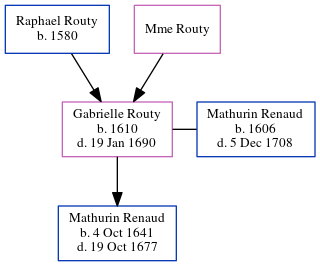 Raphael Routy
b. 1580
Mme Routy
Gabrielle Routy
b. 1610
d. 19 Jan 1690
Mathurin Renaud
b. 1606
d. 5 Dec 1708
Mathurin Renaud
b. 4 Oct 1641
d. 19 Oct 1677